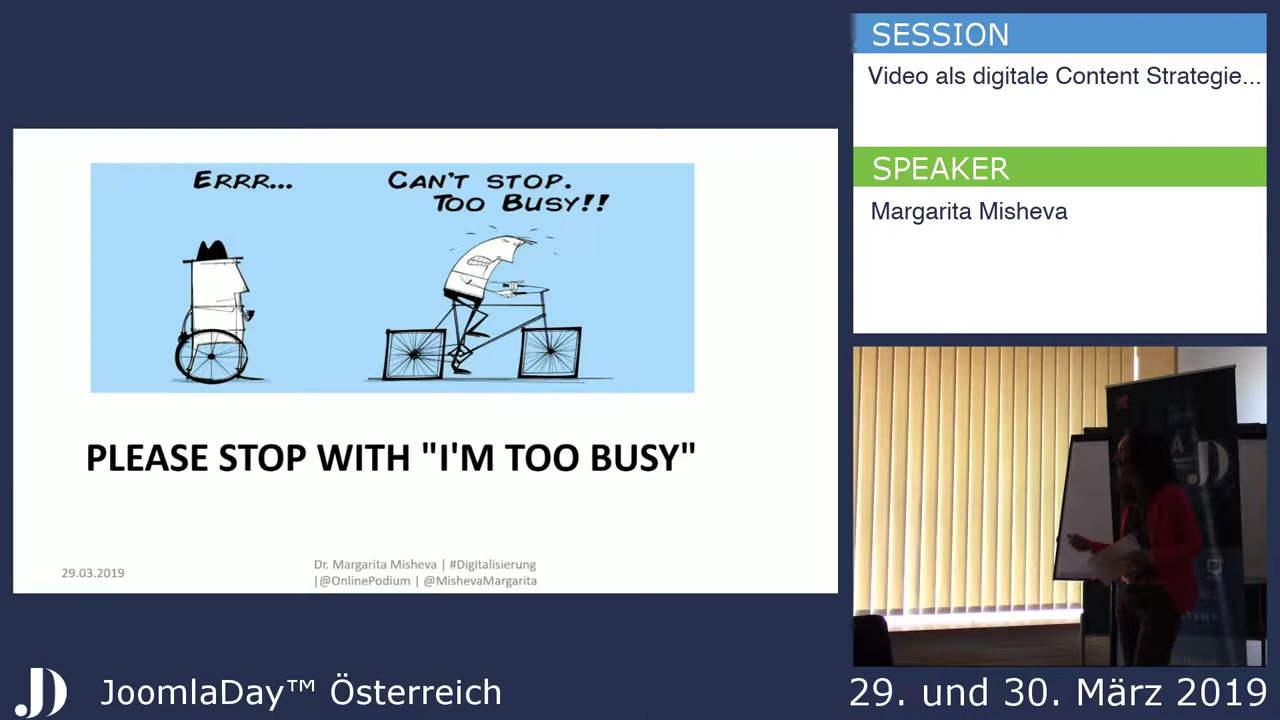 SESSION
Video als digitale Content Strategie...
SPEAKER
Margarita Misheva
ERRR...
CAN'T STOP.
TOO BUSY!!
PLEASE STOP WITH "I'M TOO BUSY"
29.03.2019
Dr. Margarita Misheva | #Digitalisierung
|@OnlinePodium | @MishevaMargarita
JoomlaDay™ Österreich
29. und 30. März 2019